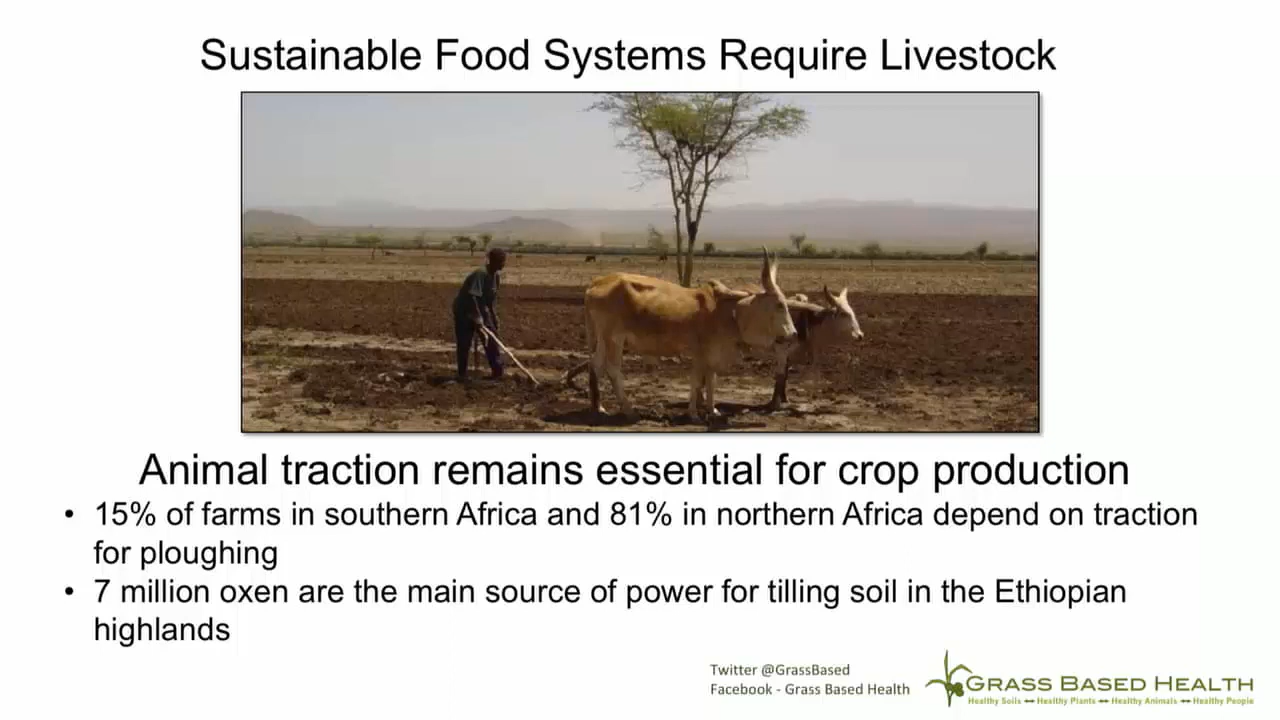 Sustainable Food Systems Require Livestock
Animal traction remains essential for crop production
• 15% of farms in southern Africa and 81% in northern Africa depend on traction
for ploughing
• 7 million oxen are the main source of power for tilling soil in the Ethiopian
highlands
Twitter @GrassBased
Facebook - Grass Based Health
GRASS BASED HEALTH
Healthy Soils ↔ Healthy Plants ↔ Healthy Animals ↔ Healthy People